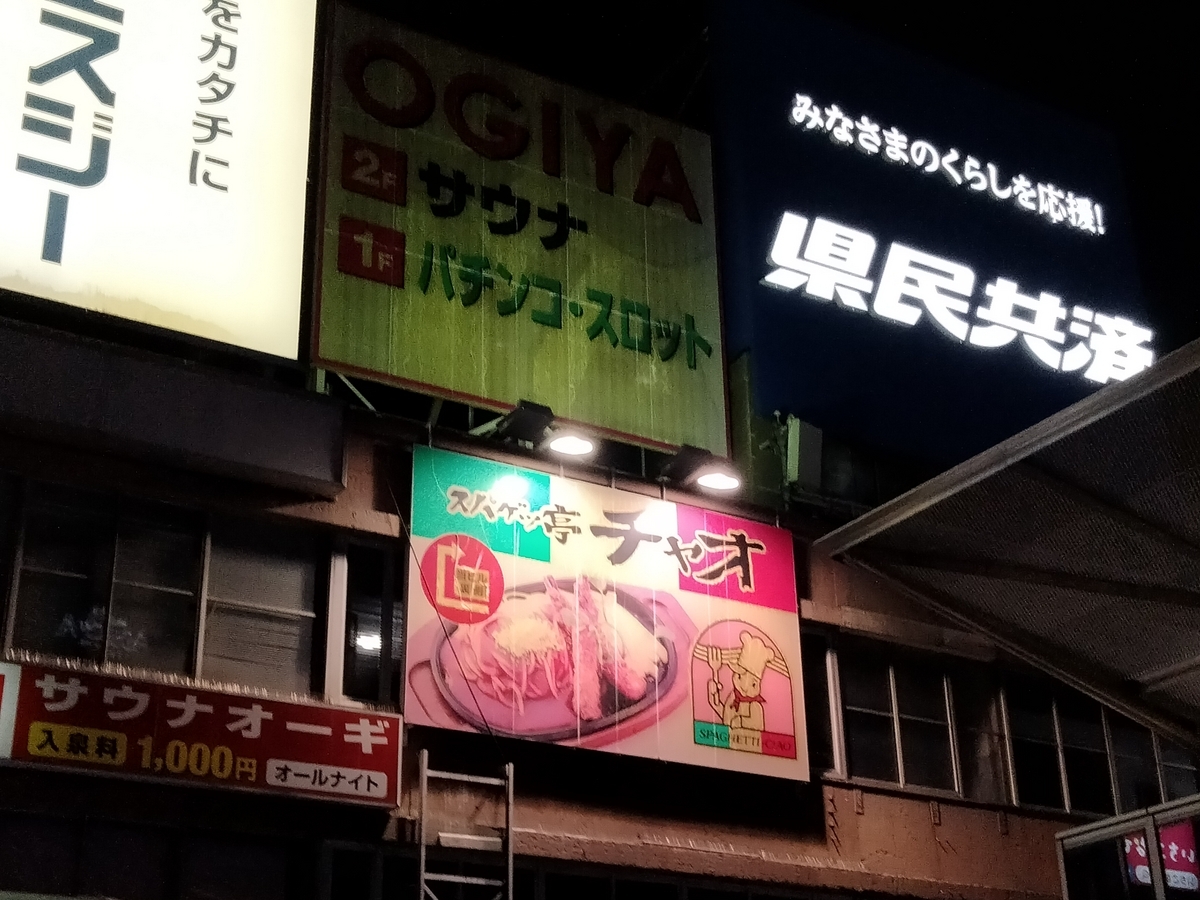 をカタチに
スジー
OGIYA
2F サウナ
1F パチンコ・スロット
みなさまのくらしを応援!
県民共済
スパゲッ亭 チャオ
SPAGHETTI CIAO
サウナオーギ
入泉料 1,000円 オールナイト